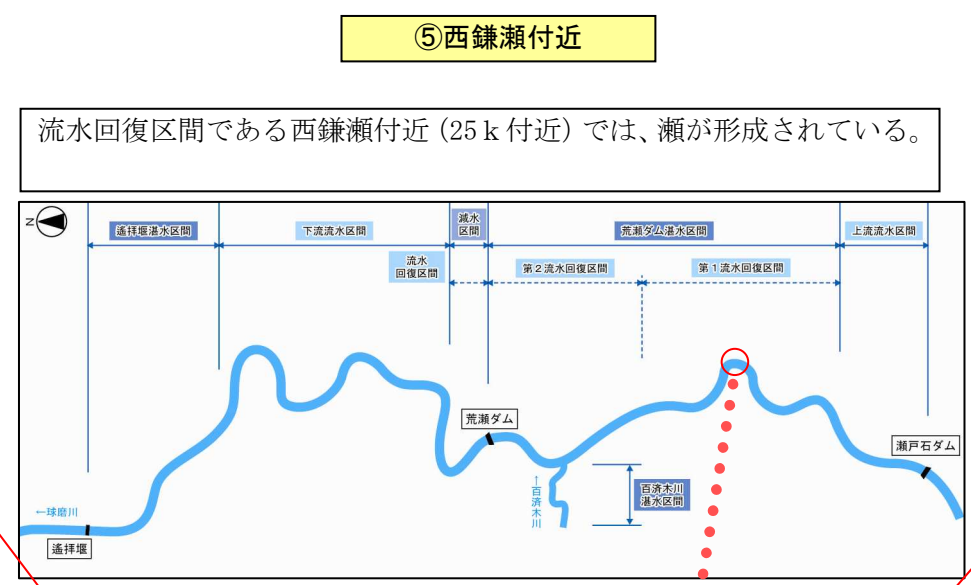 ⑤西鎌瀬付近
流水回復区間である西鎌瀬付近（25ｋ付近）では、瀬が形成されている。
N
遙拝堰湛水区間
下流流水区間
減水
区間
荒瀬ダム湛水区間
上流流水区間
流水
回復区間
第2流水回復区間
第1流水回復区間
荒瀬ダム
瀬戸石ダム
百済木川
湛水区間
←百済木川
←球磨川
遙拝堰